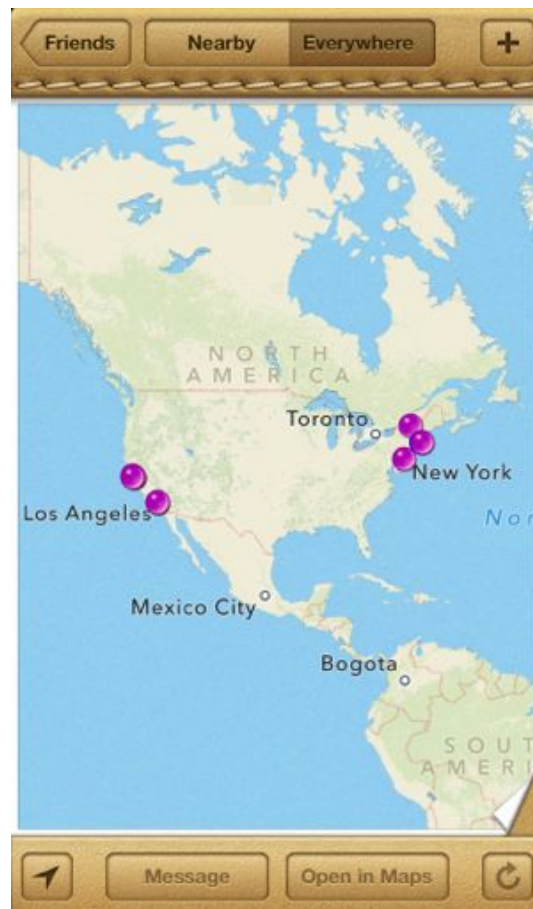 Friends
Nearby
Everywhere
+
NORTH
AMERICA
Toronto
New York
Los Angeles
Nor
Mexico City
Bogota
SOUT
AMERI
Message
Open in Maps